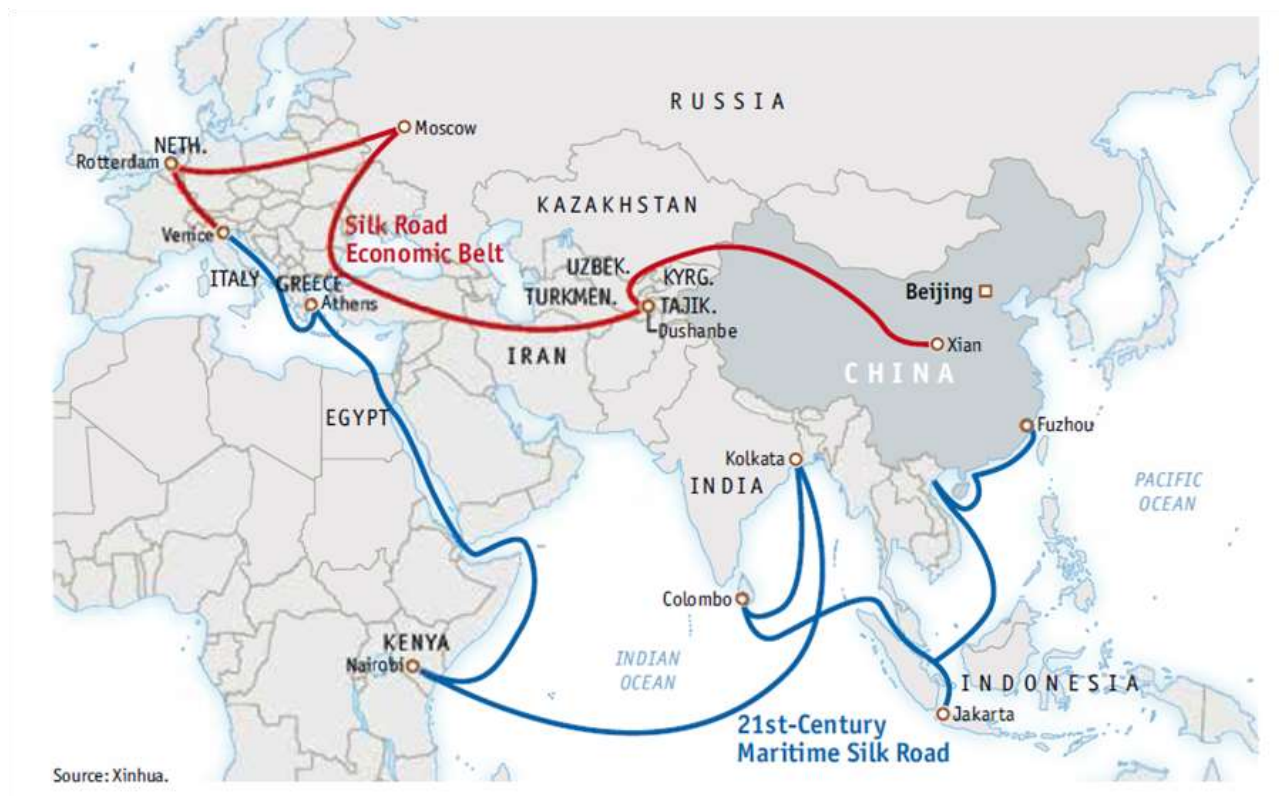 RUSSIA
Moscow
NETH.
Rotterdam
KAZAKHSTAN
Silk Road
Economic Belt
Venice
ITALY
GREECE
Athens
UZBEK.
KYRG.
TURKMEN.
TAJIK.
Dushanbe
Beijing
Xian
IRAN
CHINA
EGYPT
Fuzhou
Kolkata
INDIA
PACIFIC
OCEAN
Colombo
KENYA
Nairobi
INDIAN
OCEAN
INDONESIA
Jakarta
21st-Century
Maritime Silk Road
Source: Xinhua.